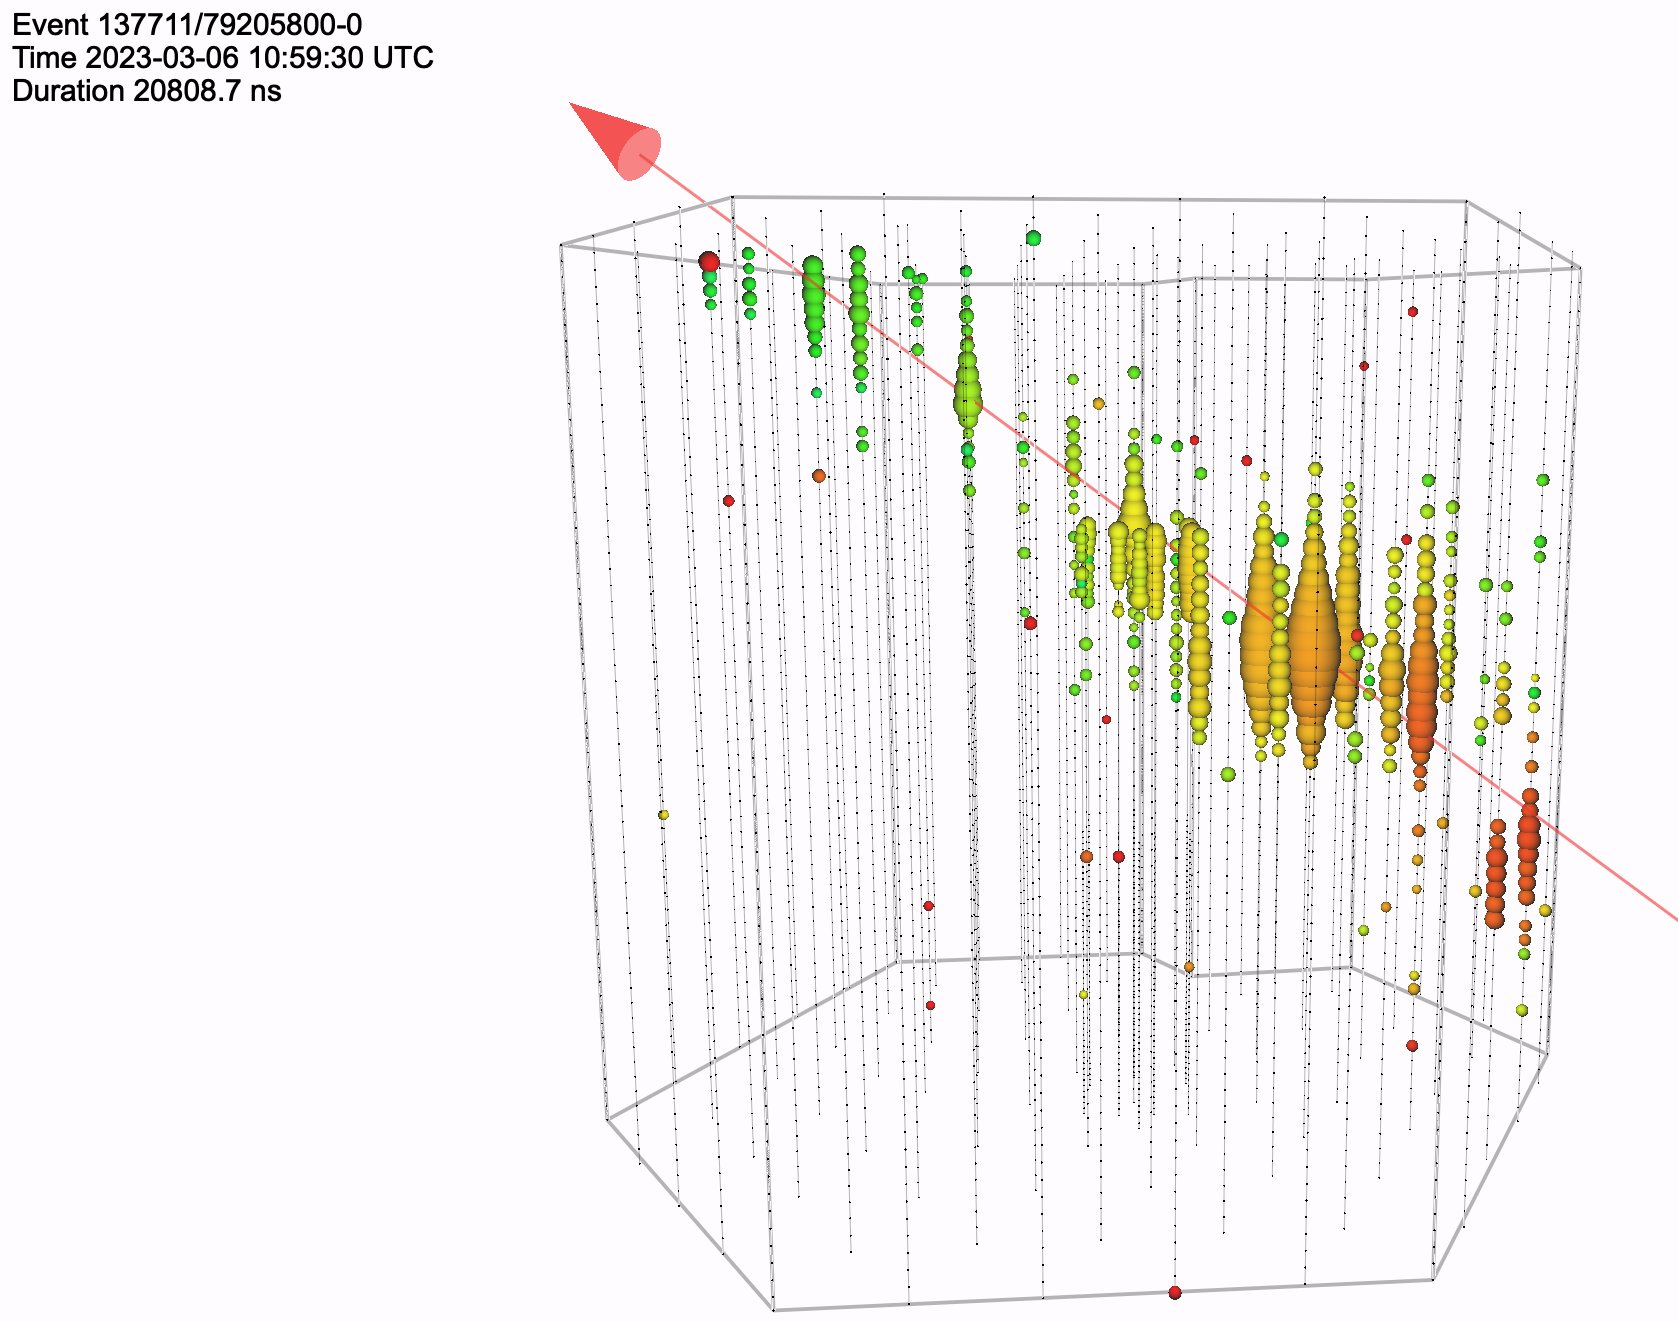 Event 137711/79205800-0
Time 2023-03-06 10:59:30 UTC
Duration 20808.7 ns